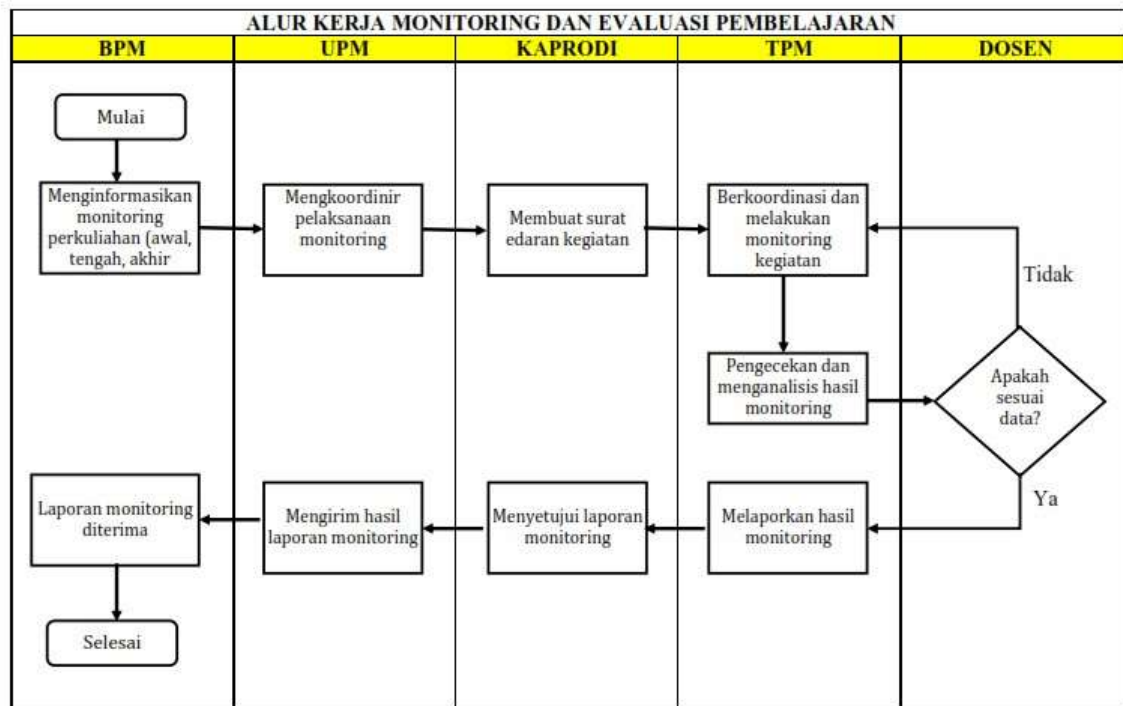 ALUR KERJA MONITORING DAN EVALUASI PEMBELAJARAN
BPM
UPM
KAPRODI
TPM
DOSEN
Mulai
Menginformasikan
monitoring
perkuliahan (awal,
tengah, akhir
Mengkoordinir
pelaksanaan
monitoring
Membuat surat
edaran kegiatan
Berkoordinasi dan
melakukan
monitoring
kegiatan
Tidak
Pengecekan dan
menganalisis hasil
monitoring
Apakah
sesuai
data?
Ya
Melaporkan hasil
monitoring
Menyetujui laporan
monitoring
Mengirim hasil
laporan monitoring
Laporan monitoring
diterima
Selesai